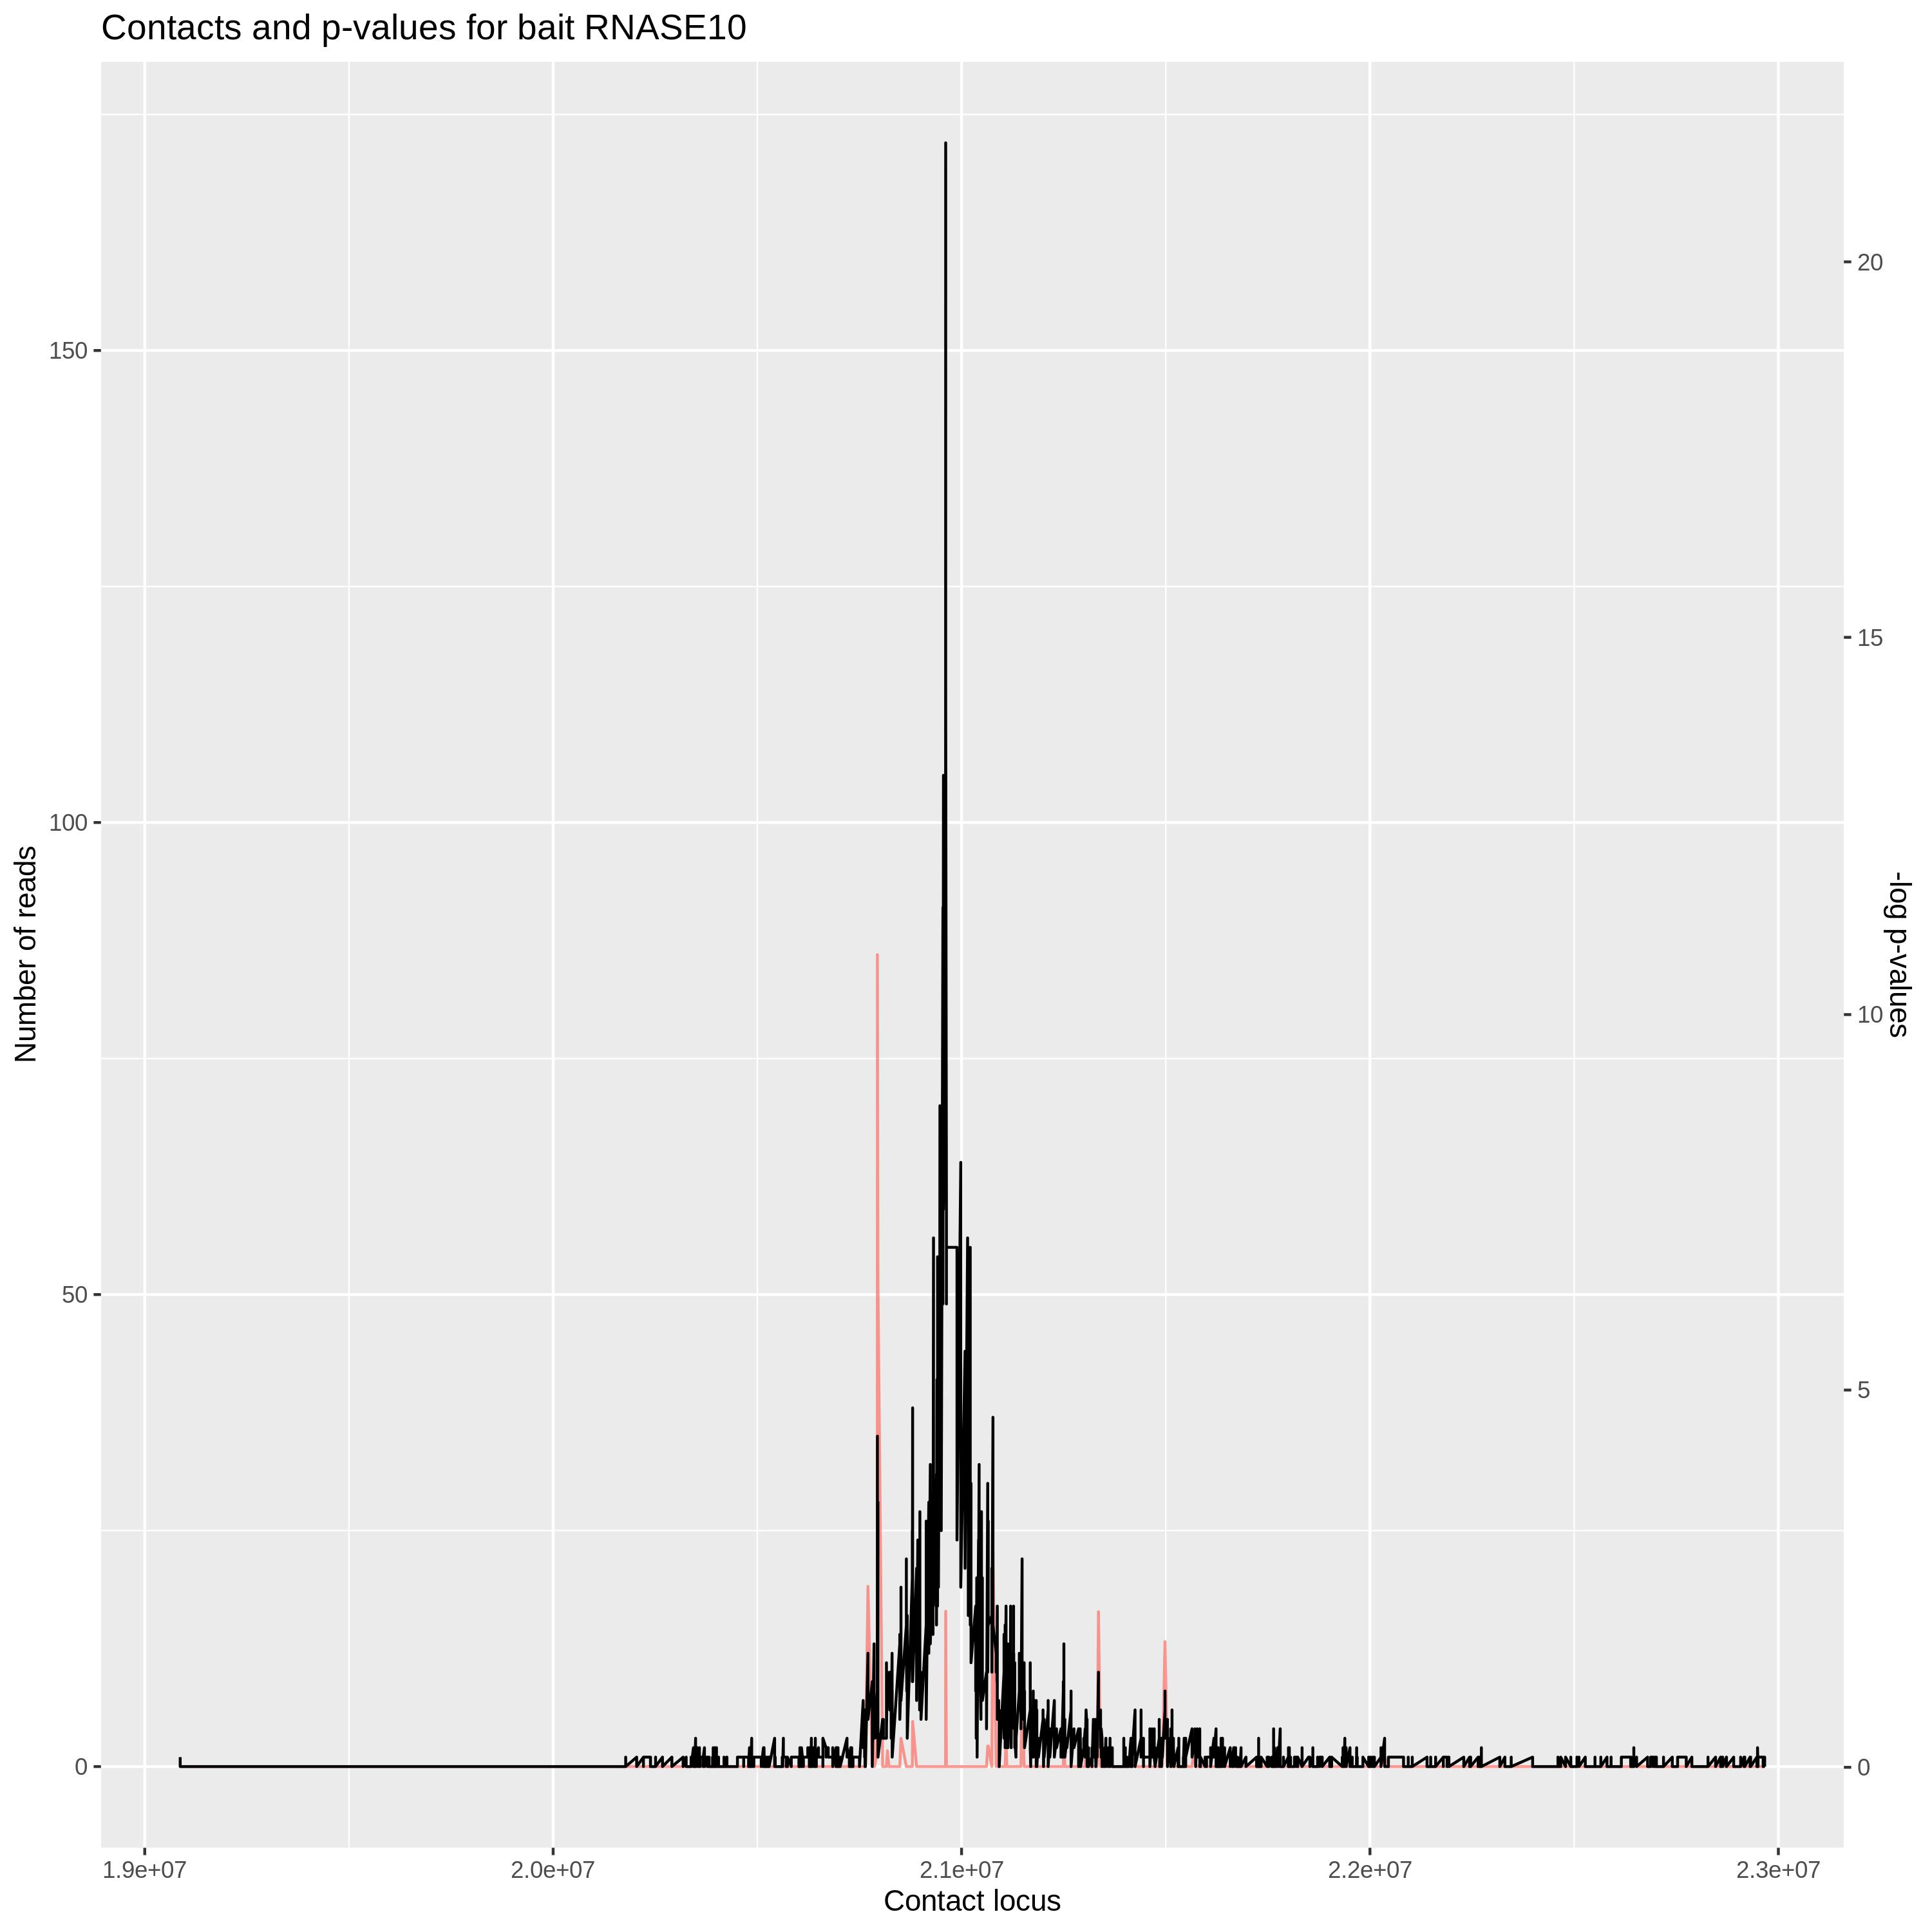 Contacts and p-values for bait RNASE10
150
100
50
0
Number of reads
20
15
10
5
0
-log p-values
1.9e+07
2.0e+07
2.1e+07
2.2e+07
2.3e+07
Contact locus